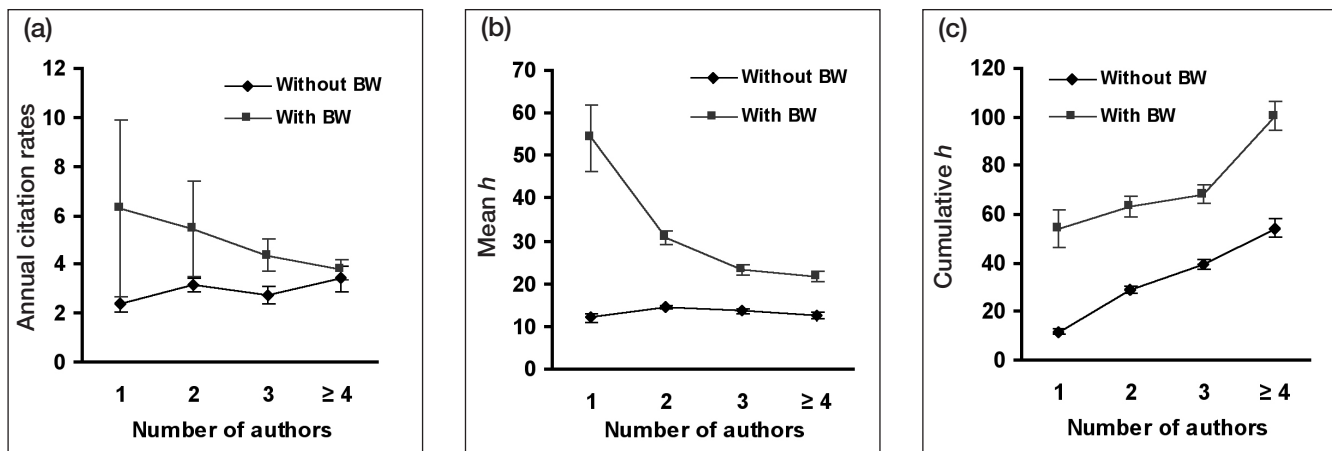 (a)
Annual citation rates
12
10
8
6
4
2
0
Without BW
With BW
1 2 3 ≥ 4
Number of authors
(b)
Mean h
70
60
50
40
30
20
10
0
Without BW
With BW
1 2 3 ≥ 4
Number of authors
(c)
Cumulative h
120
100
80
60
40
20
0
Without BW
With BW
1 2 3 ≥ 4
Number of authors